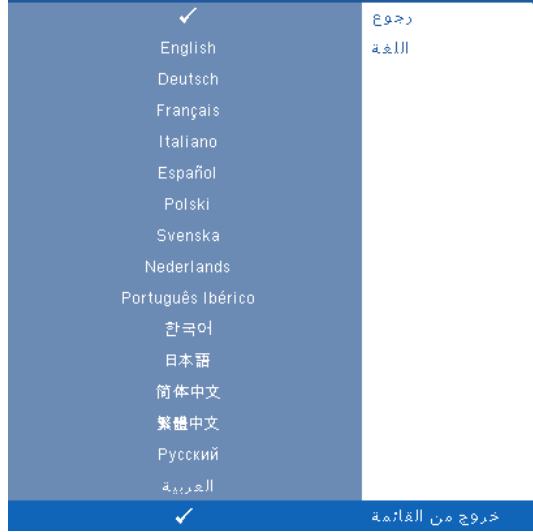 رجوع ✓
اللغة English
Deutsch
Français
Italiano
Español
Polski
Svenska
Nederlands
Português Ibérico
한국어
日本語
简体中文
繁體中文
Русский
العربية
خروج من القائمة ✓